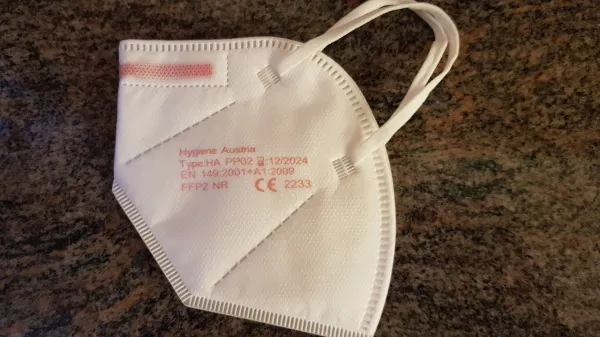 Hygiene Austria
Type:HA PP02 ⌛:12/2024
EN 149:2001+A1:2009
FFP2 NR CE 2233